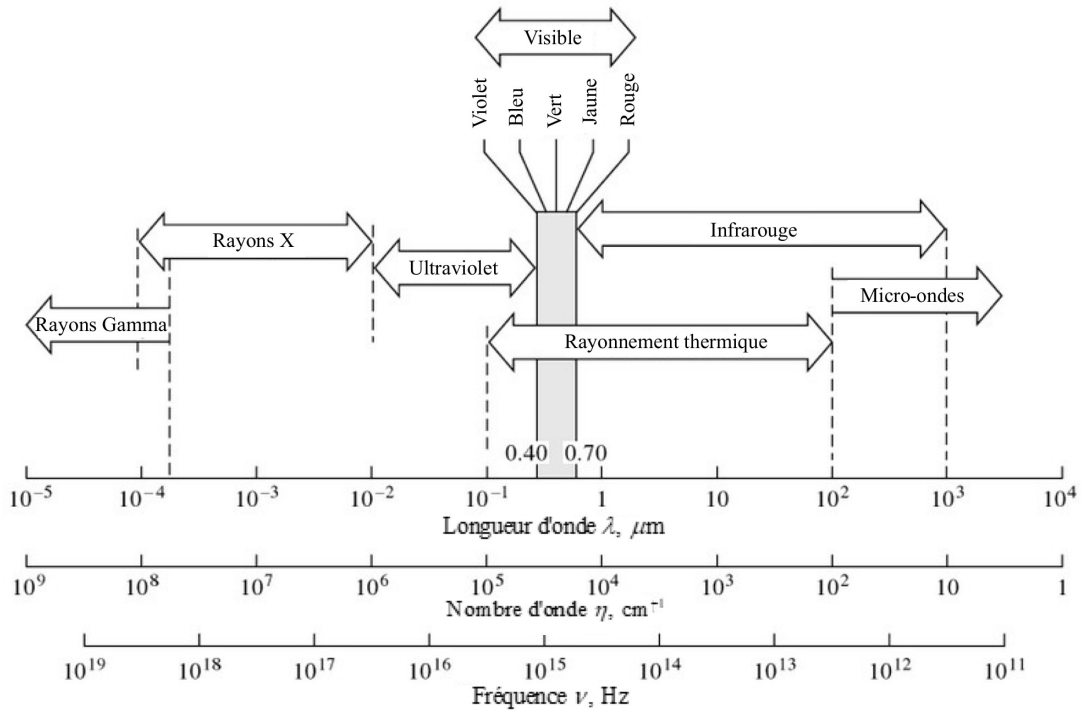 Visible
Violet
Bleu
Vert
Jaune
Rouge
Rayons X
Infrarouge
Ultraviolet
Micro-ondes
Rayons Gamma
Rayonnement thermique
0.40 0.70
10⁻⁵ 10⁻⁴ 10⁻³ 10⁻² 10⁻¹ 1 10 10² 10³ 10⁴
Longueur d'onde λ, μm
10⁹ 10⁸ 10⁷ 10⁶ 10⁵ 10⁴ 10³ 10² 10 1
Nombre d'onde η, cm⁻¹
10¹⁹ 10¹⁸ 10¹⁷ 10¹⁶ 10¹⁵ 10¹⁴ 10¹³ 10¹² 10¹¹
Fréquence ν, Hz